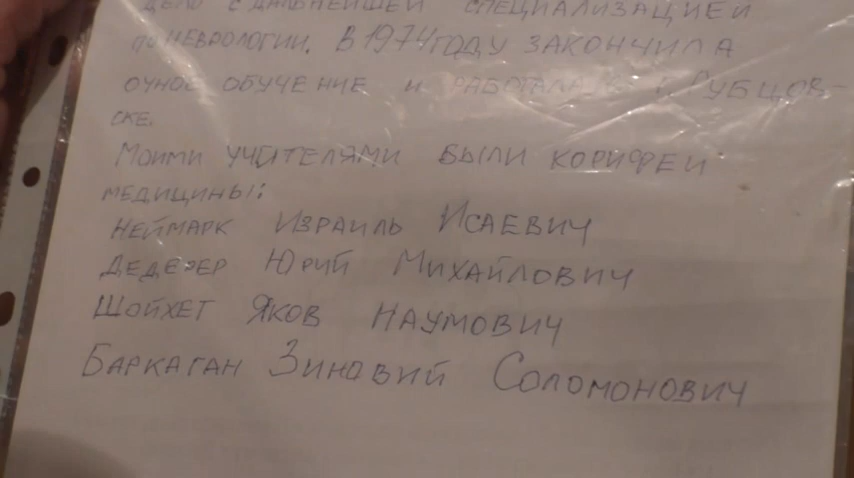 ДЕЛО С ДАЛЬНЕЙШЕЙ СПЕЦИАЛИЗАЦИЕЙ
ПО НЕВРОЛОГИИ. В 1974 ГОДУ ЗАКОНЧИЛА
ОЧНОЕ ОБУЧЕНИЕ И РАБОТАЛА В Г. РУБЦОВ-
СКЕ.
МОИМИ УЧИТЕЛЯМИ БЫЛИ КОРИФЕИ
МЕДИЦИНЫ:
НЕЙМАРК ИЗРАИЛЬ ИСАЕВИЧ
ДЕДЕРЕР ЮРИЙ МИХАЙЛОВИЧ
ШОЙХЕТ ЯКОВ НАУМОВИЧ
БАРКАГАН ЗИНОВИЙ СОЛОМОНОВИЧ